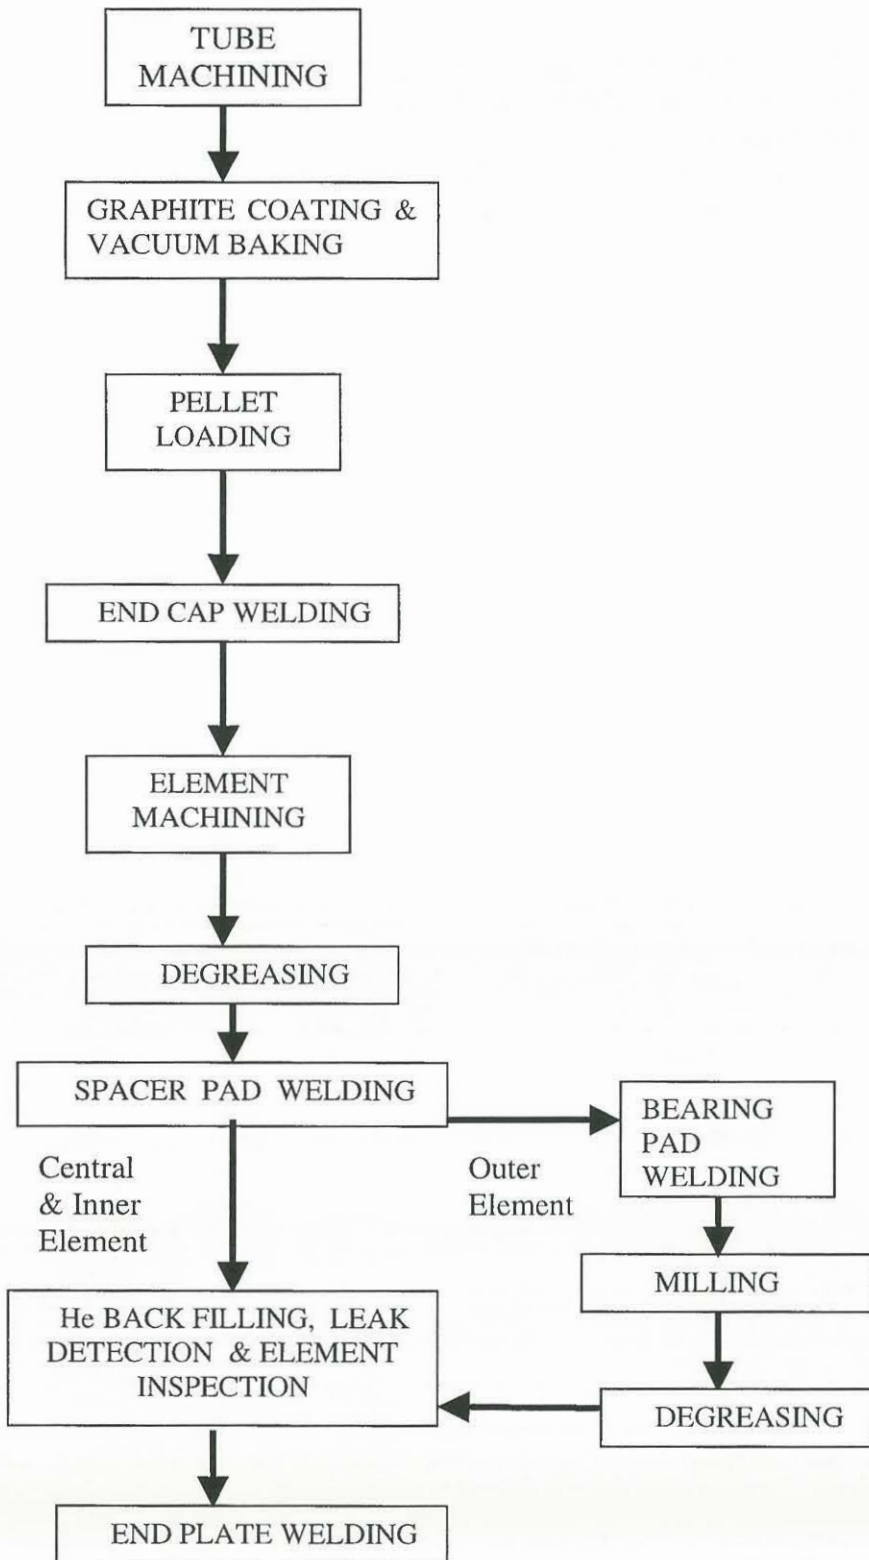 TUBE
MACHINING
GRAPHITE COATING &
VACUUM BAKING
PELLET
LOADING
END CAP WELDING
ELEMENT
MACHINING
DEGREASING
SPACER PAD WELDING
Central
& Inner
Element
Outer
Element
BEARING
PAD
WELDING
MILLING
DEGREASING
He BACK FILLING, LEAK
DETECTION & ELEMENT
INSPECTION
END PLATE WELDING